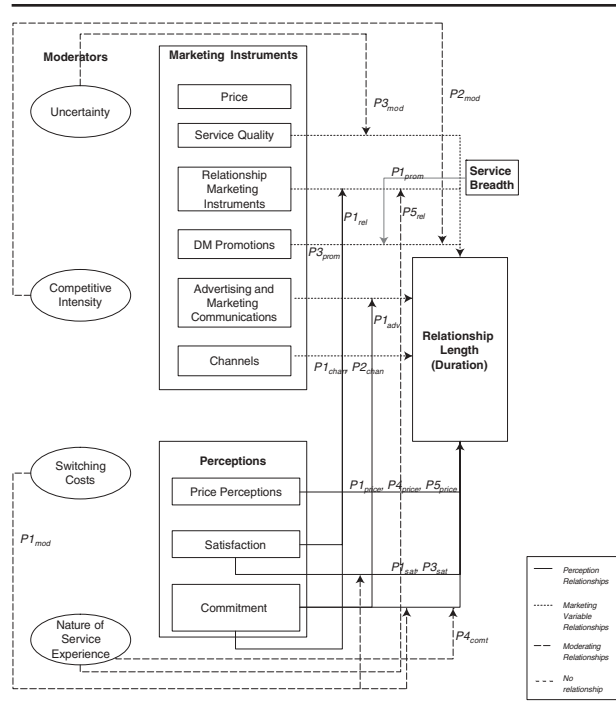 Moderators
Marketing Instruments
Uncertainty
Price
P3mod
P2mod
Service Quality
P1prom
Service
Breadth
Relationship
Marketing
Instruments
P1rel
P5rel
DM Promotions
P3prom
Competitive
Intensity
Advertising and
Marketing
Communications
P1adv
Relationship
Length
(Duration)
Channels
P1chan, P2chan
Perceptions
Switching
Costs
Price Perceptions
P1price, P4price, P5price
P1mod
Satisfaction
P1sat, P3sat
Commitment
Nature of
Service
Experience
P4comt
Perception
Relationships
Marketing
Variable
Relationships
Moderating
Relationships
No
relationship